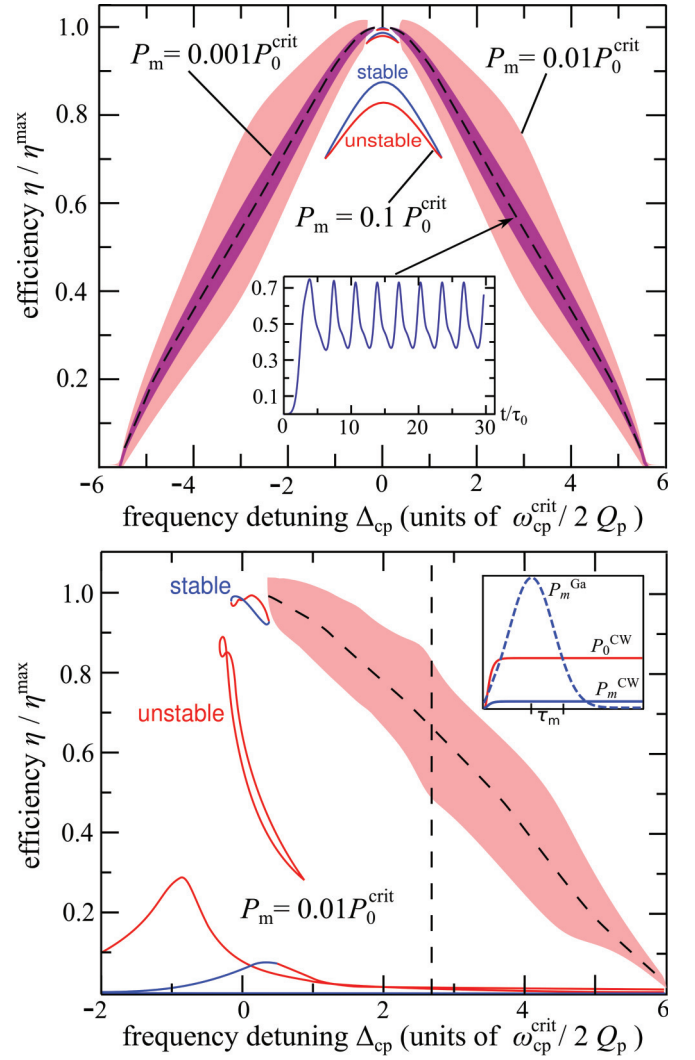 1.0
0.8
0.6
0.4
0.2
efficiency η / η^max
P_m = 0.001P_0^crit
P_m = 0.01P_0^crit
stable
unstable
P_m = 0.1 P_0^crit
0.7
0.5
0.3
0.1
0 10 20 30
t/τ_0
−6 −4 −2 0 2 4 6
frequency detuning Δ_cp (units of ω_cp^crit / 2 Q_p)
1.0
0.8
0.6
0.4
0.2
efficiency η / η^max
stable
unstable
P_m = 0.01P_0^crit
P_m^Ga
P_0^CW
P_m^CW
τ_m
−2 0 2 4 6
frequency detuning Δ_cp (units of ω_cp^crit / 2 Q_p)